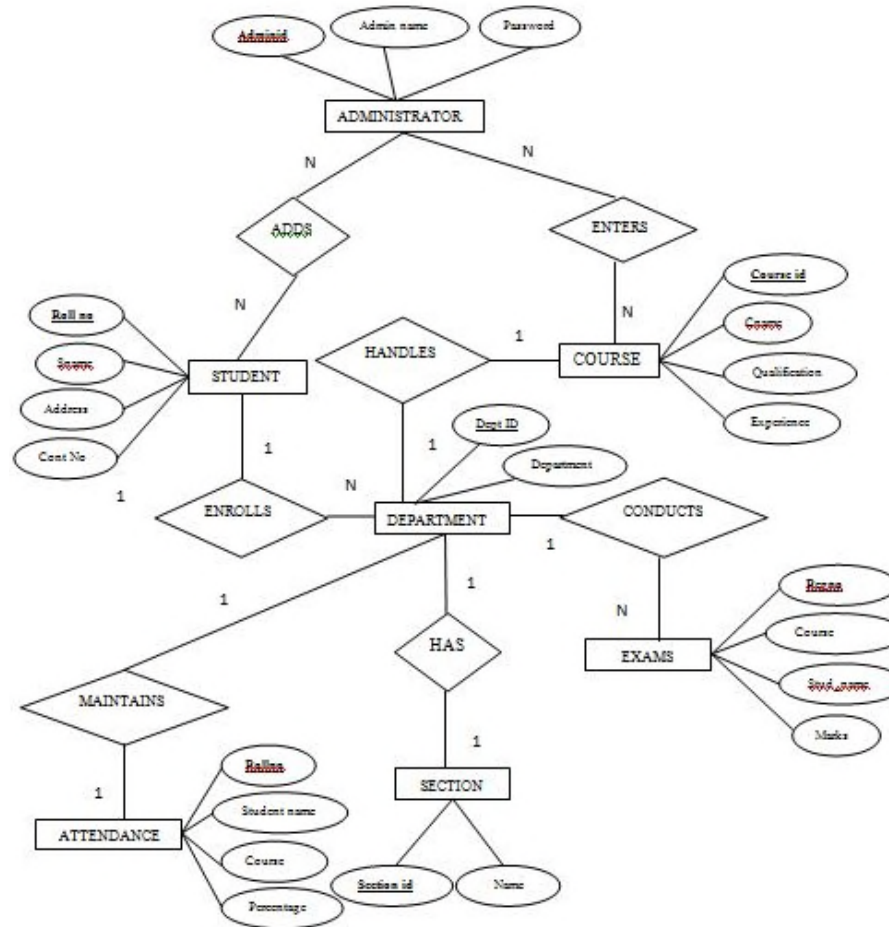 Adminid
Admin name
Password
ADMINISTRATOR
N
N
ADDS
ENTERS
N
N
Course id
Cname
Qualification
Experience
COURSE
1
HANDLES
1
Roll no
Sname
Address
Cont No
STUDENT
1
1
ENROLLS
N
Dept ID
Department
DEPARTMENT
1
CONDUCTS
N
EXAMS
Course
Stud_name
Marks
1
MAINTAINS
1
ATTENDANCE
Rollno
Student name
Course
Percentage
1
HAS
1
SECTION
Section id
Name